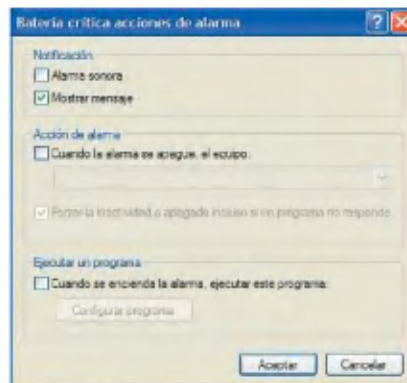 Batería crítica acciones de alarma
Notificación
Alarma sonora
Mostrar mensaje
Acción de alarma
Cuando la alarma se apague, el equipo:
Forzar la inactividad o apagado incluso si un programa no responde.
Ejecutar un programa
Cuando se encienda la alarma, ejecutar este programa:
Configurar programa
Aceptar
Cancelar